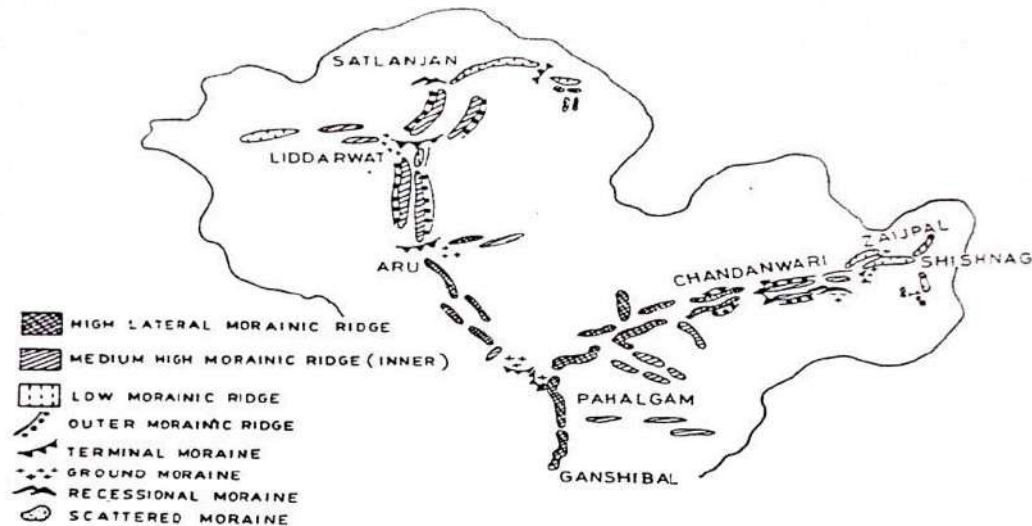 SATLANJAN
LIDDARWAT
ZAIJPAL
SHISHNAG
CHANDANWARI
ARU
PAHALGAM
GANSHIBAL
HIGH LATERAL MORAINIC RIDGE
MEDIUM HIGH MORAINIC RIDGE (INNER)
LOW MORAINIC RIDGE
OUTER MORAINIC RIDGE
TERMINAL MORAINE
GROUND MORAINE
RECESSIONAL MORAINE
SCATTERED MORAINE